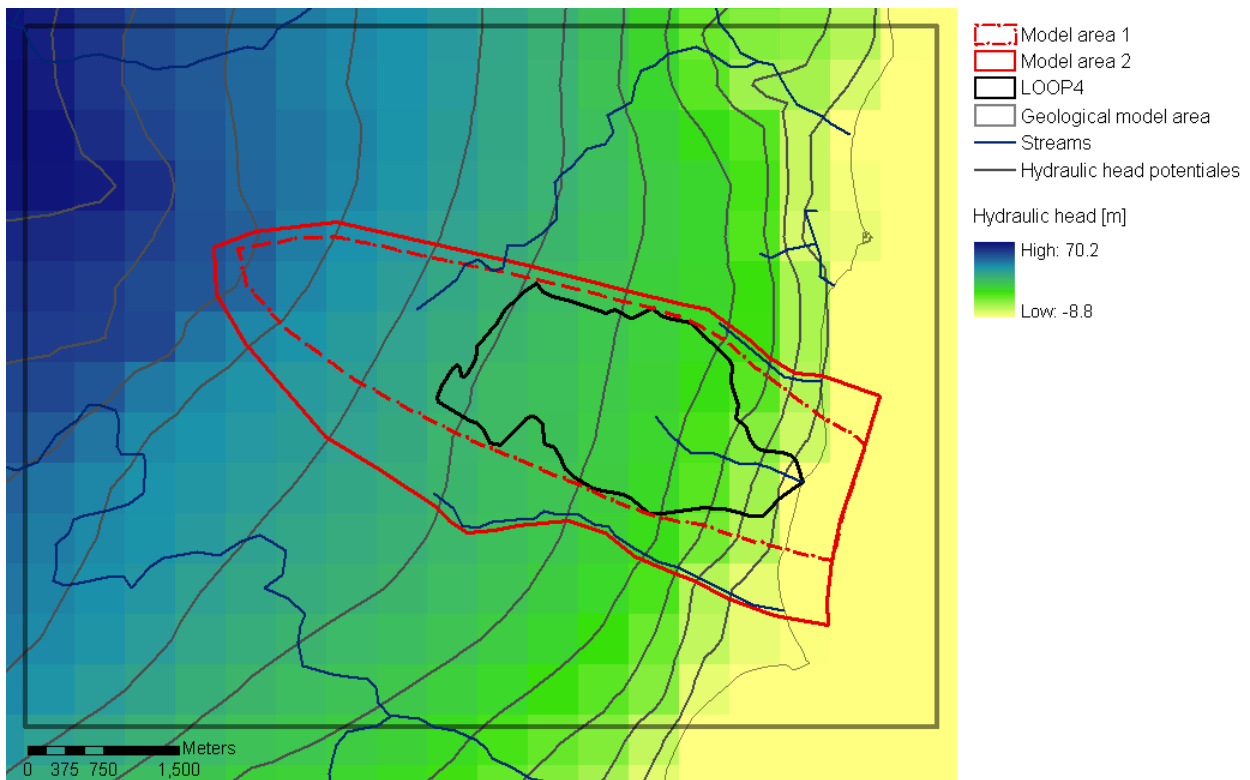 Model area 1
Model area 2
LOOP4
Geological model area
Streams
Hydraulic head potentiales
Hydraulic head [m]
High: 70.2
Low: -8.8
Meters
0 375 750 1,500